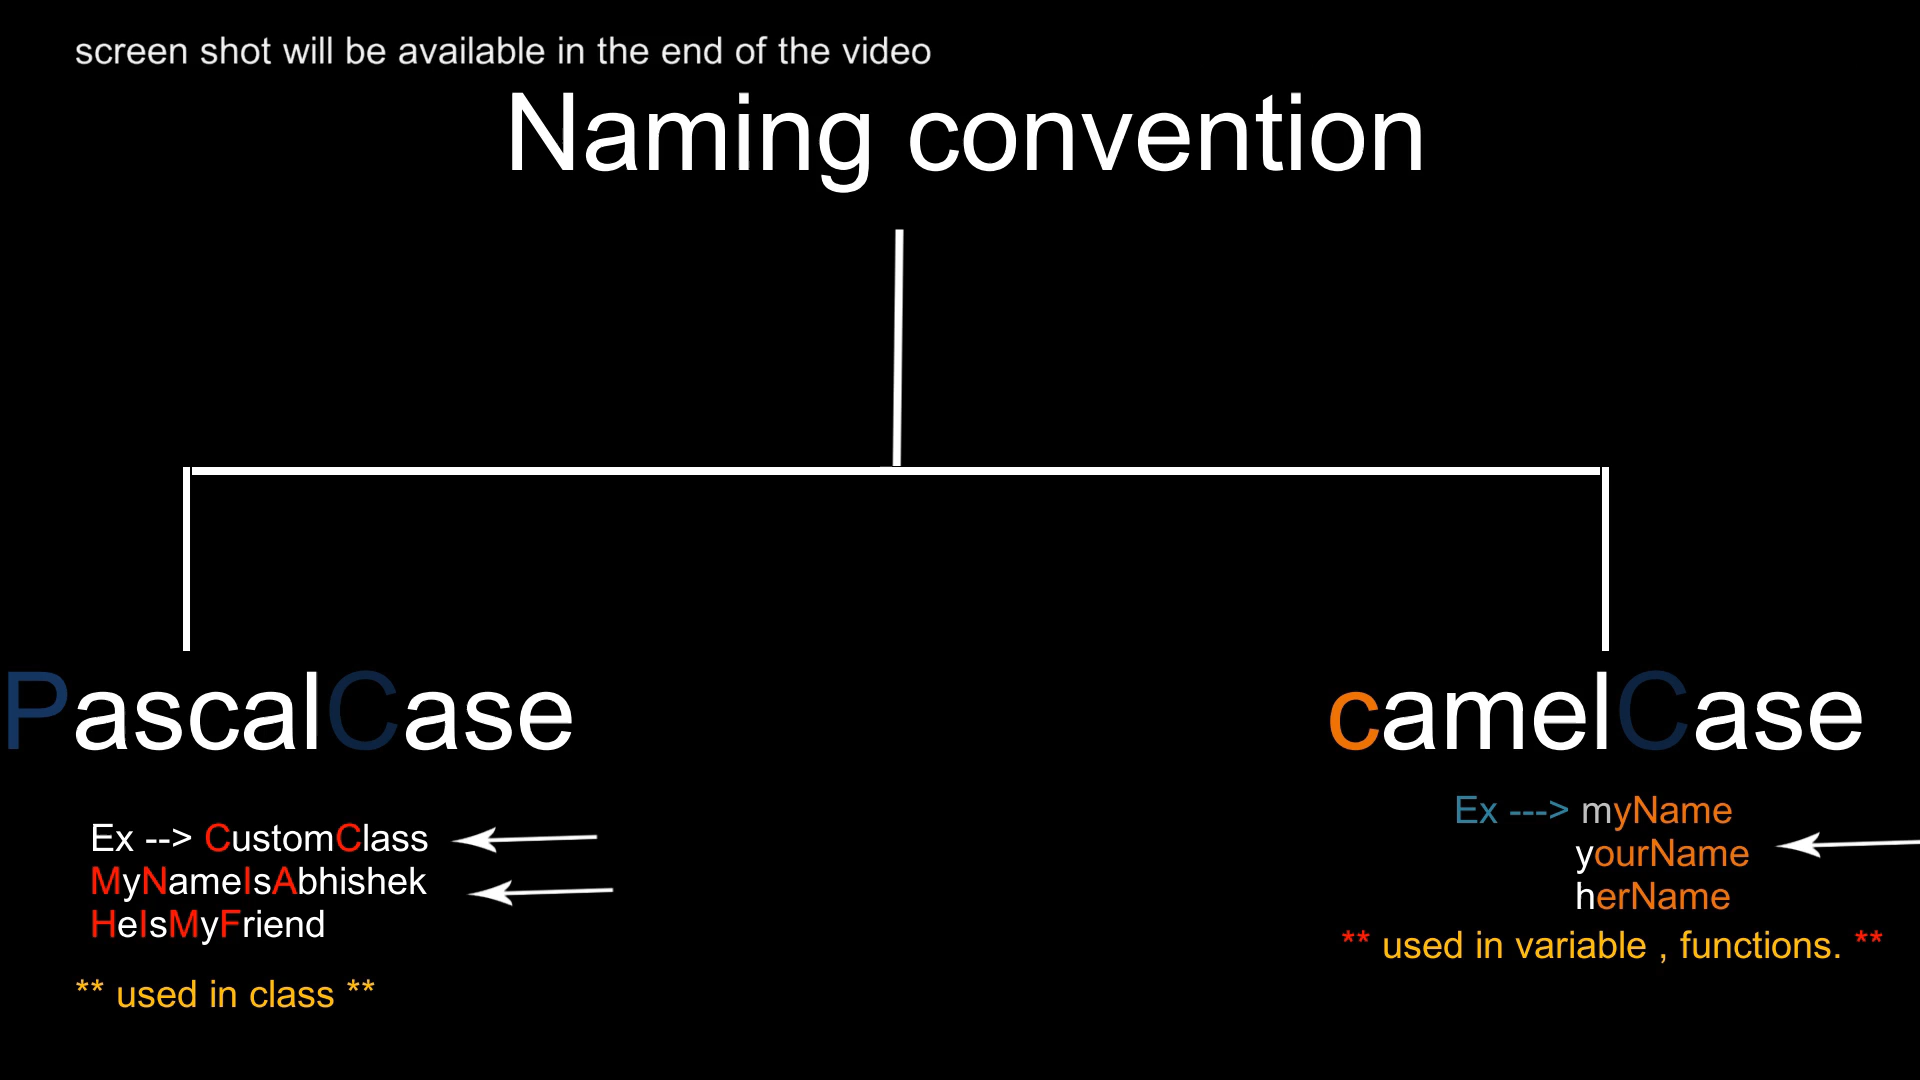 screen shot will be available in the end of the video
Naming convention
PascalCase
Ex --> CustomClass
MyNameIsAbhishek
HeIsMyFriend
** used in class **
camelCase
Ex ---> myName
yourName
herName
** used in variable , functions. **